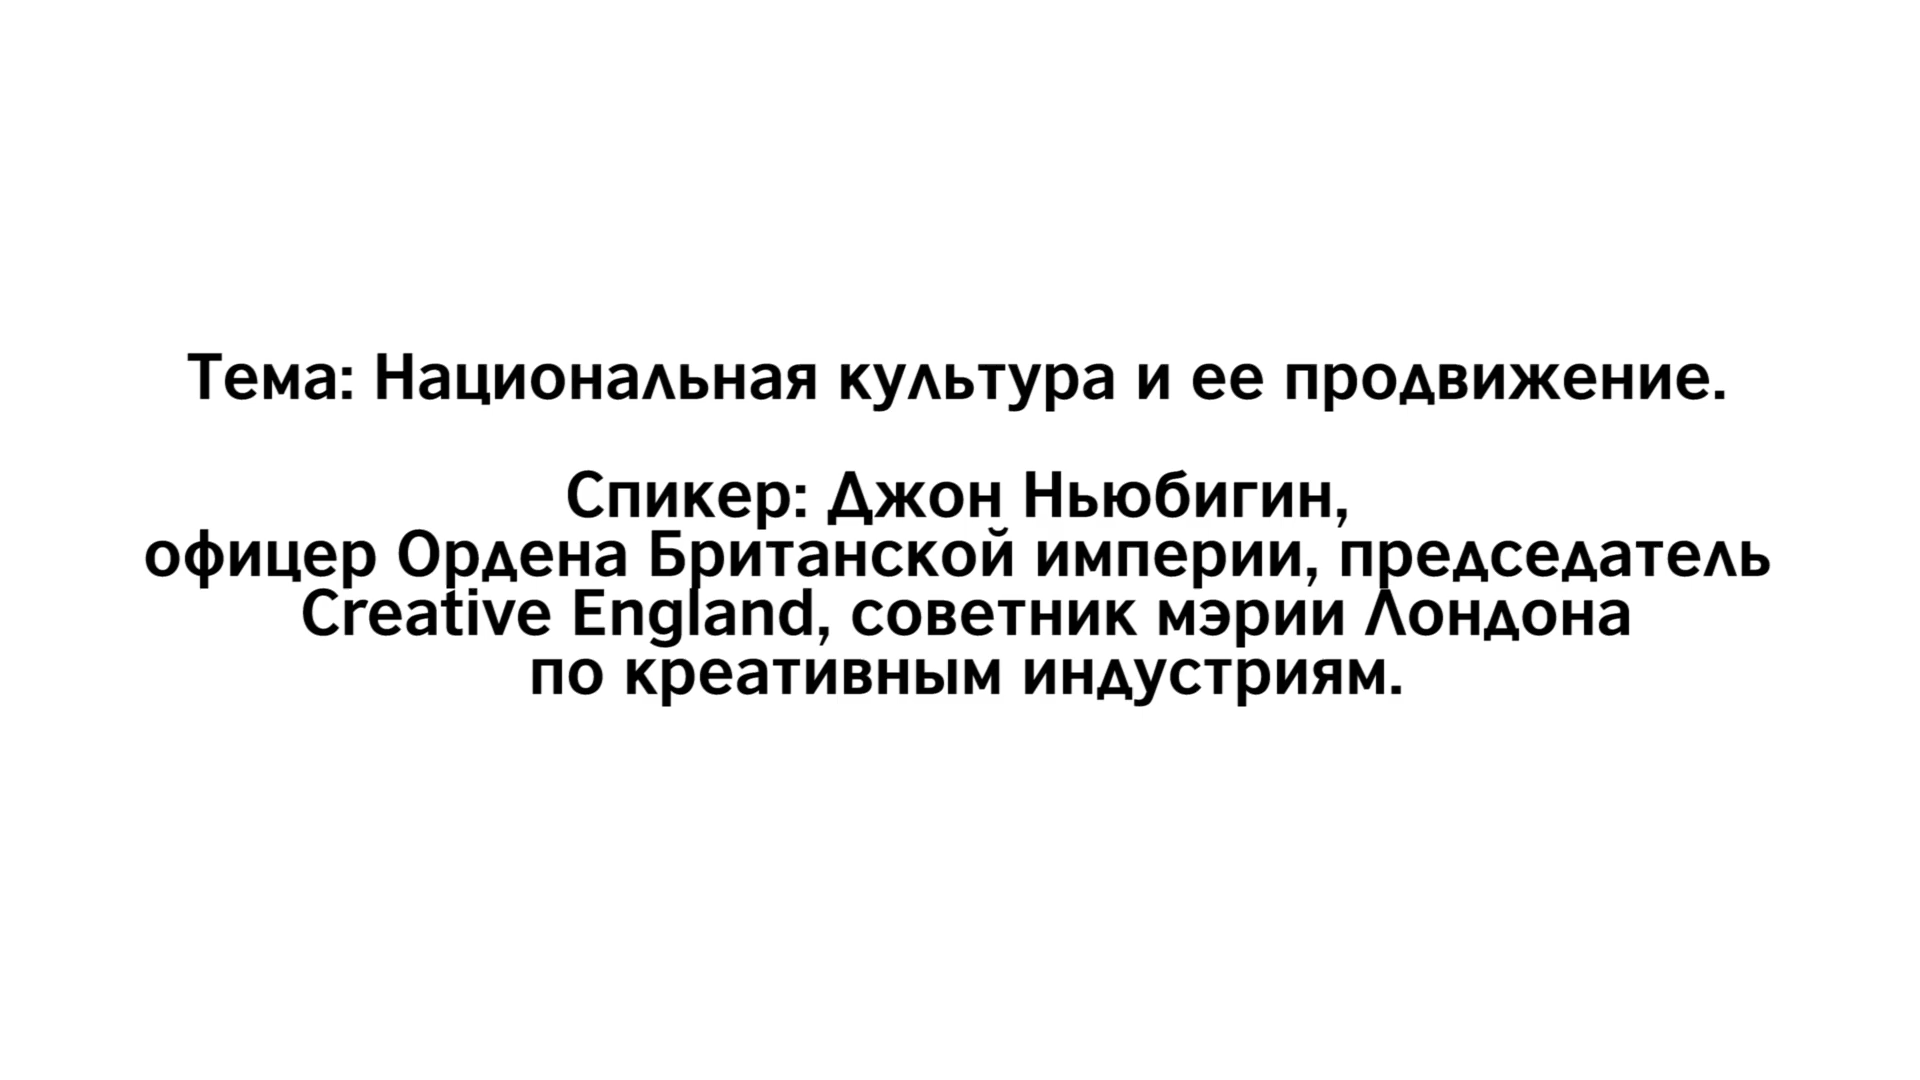 Тема: Национальная культура и ее продвижение.
Спикер: Джон Ньюбигин,
офицер Ордена Британской империи, председатель
Creative England, советник мэрии Лондона
по креативным индустриям.